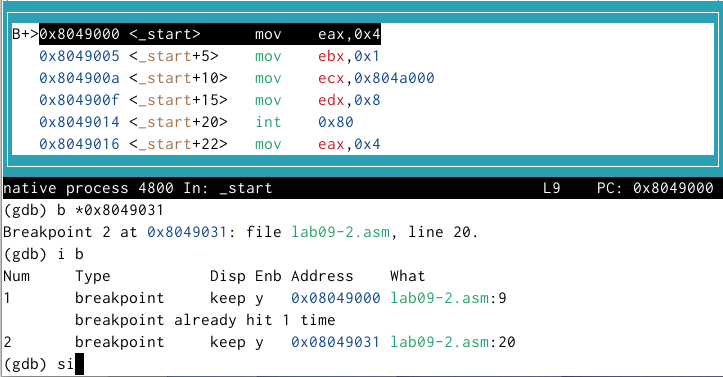 B+>0x8049000 <_start>      mov    eax,0x4
0x8049005 <_start+5>    mov    ebx,0x1
0x804900a <_start+10>   mov    ecx,0x804a000
0x804900f <_start+15>   mov    edx,0x8
0x8049014 <_start+20>   int    0x80
0x8049016 <_start+22>   mov    eax,0x4
native process 4800 In: _start                              L9    PC: 0x8049000
(gdb) b *0x8049031
Breakpoint 2 at 0x8049031: file lab09-2.asm, line 20.
(gdb) i b
Num     Type           Disp Enb Address    What
1       breakpoint     keep y   0x08049000 lab09-2.asm:9
        breakpoint already hit 1 time
2       breakpoint     keep y   0x08049031 lab09-2.asm:20
(gdb) si